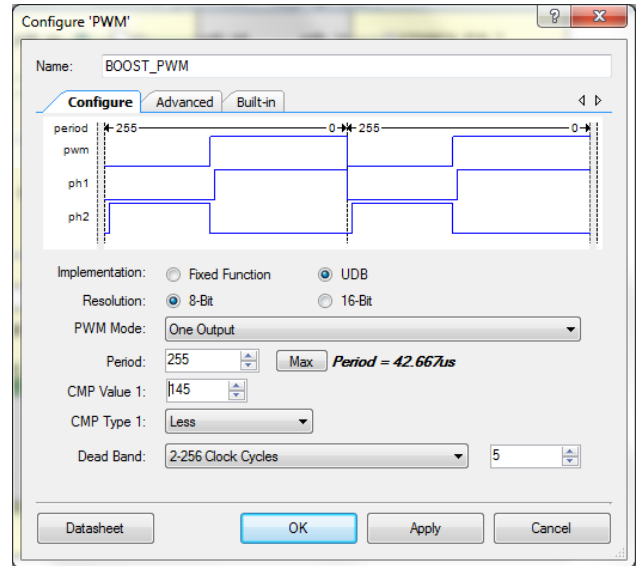 Configure 'PWM'
Name: BOOST_PWM
Configure Advanced Built-in
period 255 0 255 0
pwm
ph1
ph2
Implementation: Fixed Function UDB
Resolution: 8-Bit 16-Bit
PWM Mode: One Output
Period: 255 Max Period = 42.667us
CMP Value 1: 145
CMP Type 1: Less
Dead Band: 2-256 Clock Cycles 5
Datasheet OK Apply Cancel